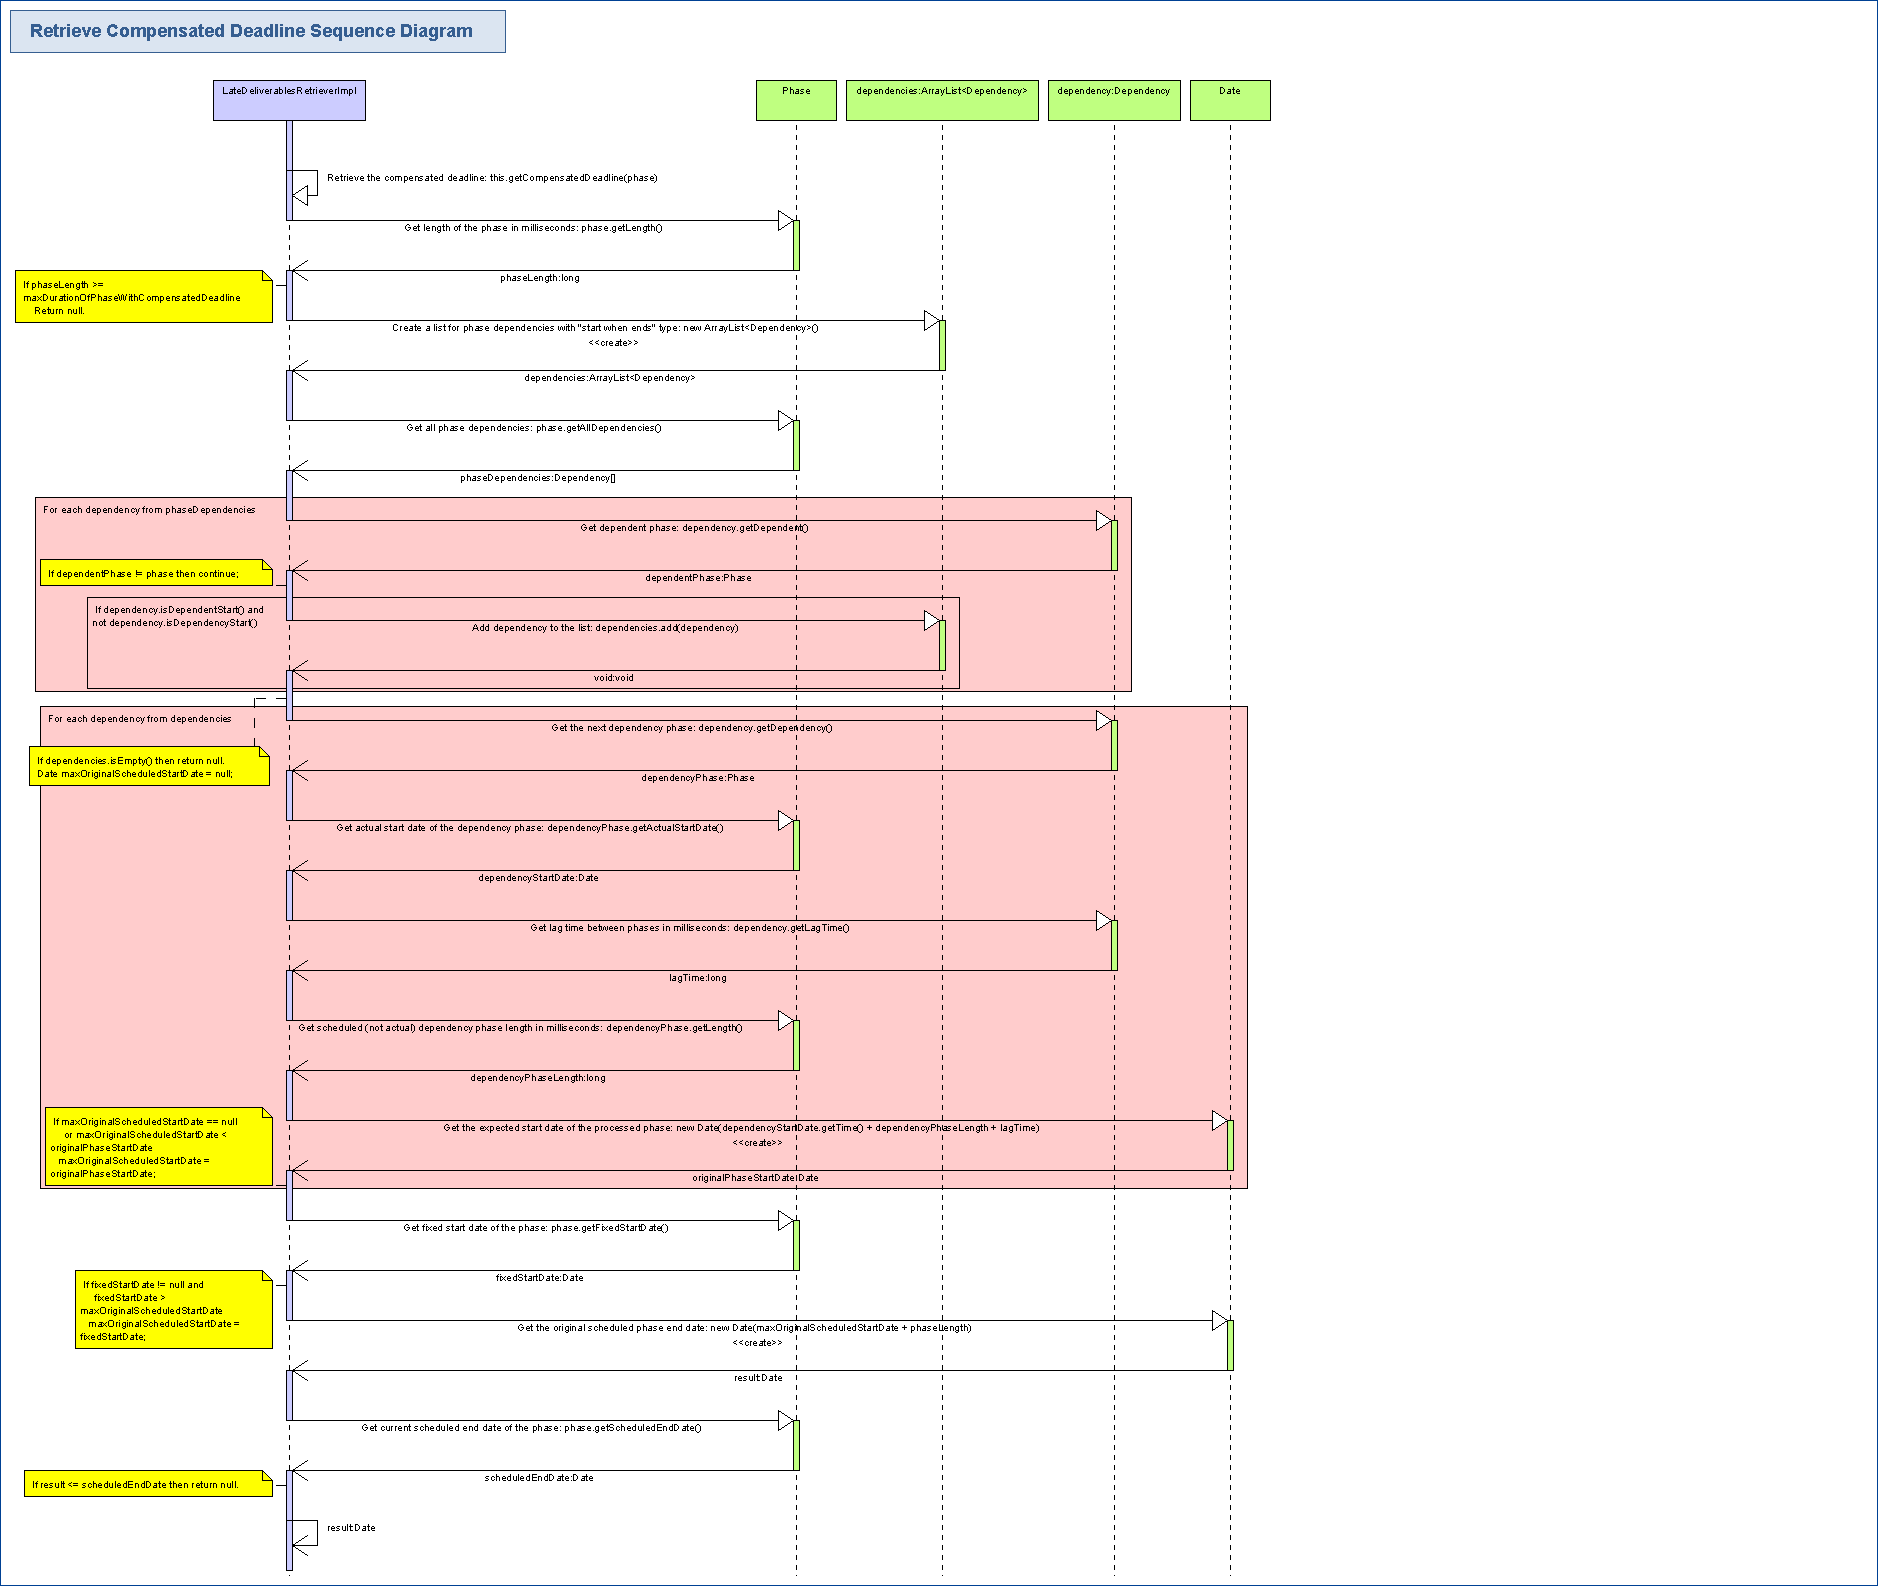 Retrieve Compensated Deadline Sequence Diagram
LateDeliverablesRetrieverImpl
Phase
dependencies:ArrayList<Dependency>
dependency:Dependency
Date
Retrieve the compensated deadline: this.getCompensatedDeadline(phase)
Get length of the phase in milliseconds: phase.getLength()
phaseLength:long
If phaseLength >=
maxDurationOfPhaseWithCompensatedDeadline
Return null.
Create a list for phase dependencies with "start when ends" type: new ArrayList<Dependency>()
<<create>>
dependencies:ArrayList<Dependency>
Get all phase dependencies: phase.getAllDependencies()
phaseDependencies:Dependency[]
For each dependency from phaseDependencies
Get dependent phase: dependency.getDependent()
If dependentPhase != phase then continue;
dependentPhase:Phase
If dependency.isDependentStart() and
not dependency.isDependencyStart()
Add dependency to the list: dependencies.add(dependency)
void:void
For each dependency from dependencies
Get the next dependency phase: dependency.getDependency()
If dependencies.isEmpty() then return null.
Date maxOriginalScheduledStartDate = null;
dependencyPhase:Phase
Get actual start date of the dependency phase: dependencyPhase.getActualStartDate()
dependencyStartDate:Date
Get lag time between phases in milliseconds: dependency.getLagTime()
lagTime:long
Get scheduled (not actual) dependency phase length in milliseconds: dependencyPhase.getLength()
dependencyPhaseLength:long
If maxOriginalScheduledStartDate == null
or maxOriginalScheduledStartDate <
originalPhaseStartDate
maxOriginalScheduledStartDate =
originalPhaseStartDate;
Get the expected start date of the processed phase: new Date(dependencyStartDate.getTime() + dependencyPhaseLength + lagTime)
<<create>>
originalPhaseStartDate:Date
Get fixed start date of the phase: phase.getFixedStartDate()
fixedStartDate:Date
If fixedStartDate != null and
fixedStartDate >
maxOriginalScheduledStartDate
maxOriginalScheduledStartDate =
fixedStartDate;
Get the original scheduled phase end date: new Date(maxOriginalScheduledStartDate + phaseLength)
<<create>>
result:Date
Get current scheduled end date of the phase: phase.getScheduledEndDate()
scheduledEndDate:Date
If result <= scheduledEndDate then return null.
result:Date